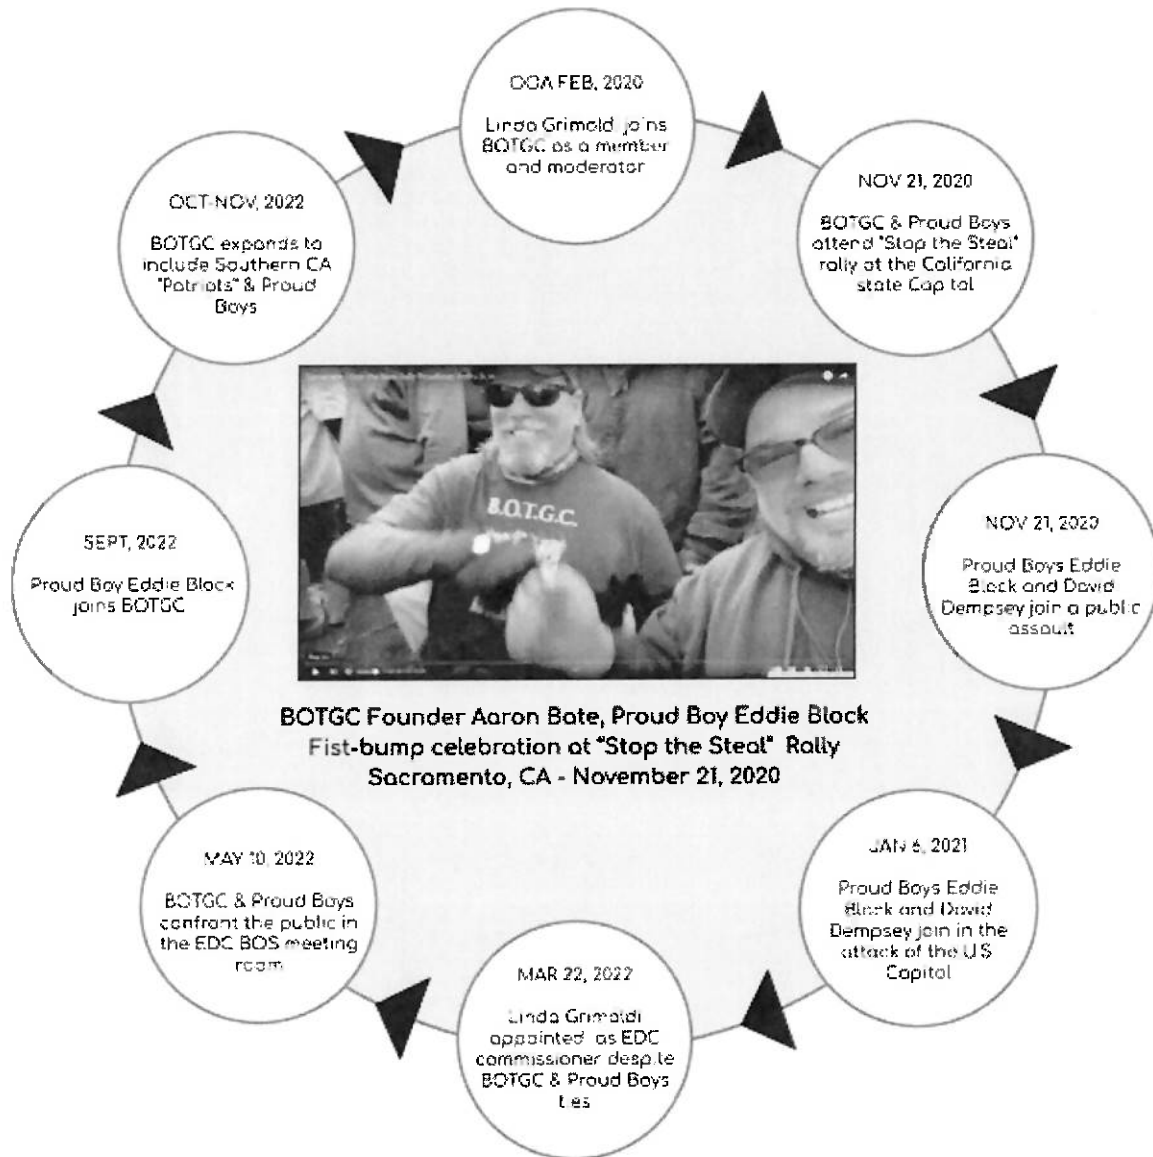 OOA FEB, 2020
Linda Grimaldi joins
BOTGC as a member
and moderator
NOV 21, 2020
BOTGC & Proud Boys
attend "Stop the Steal"
rally at the California
state Capital
NOV 21, 2020
Proud Boys Eddie
Block and David
Dempsey join a public
assault
JAN 6, 2021
Proud Boys Eddie
Block and David
Dempsey join in the
attack of the U.S
Capitol
MAR 22, 2022
Linda Grimaldi
appointed as EDC
commissioner despite
BOTGC & Proud Boys
ties
MAY 10, 2022
BOTGC & Proud Boys
confront the public in
the EDC BOS meeting
room
SEPT, 2022
Proud Boy Eddie Block
joins BOTGC
OCT-NOV, 2022
BOTGC expands to
include Southern CA
"Patriots" & Proud
Boys
B.O.T.G.C.
BOTGC Founder Aaron Bate, Proud Boy Eddie Block
Fist-bump celebration at "Stop the Steal" Rally
Sacramento, CA - November 21, 2020